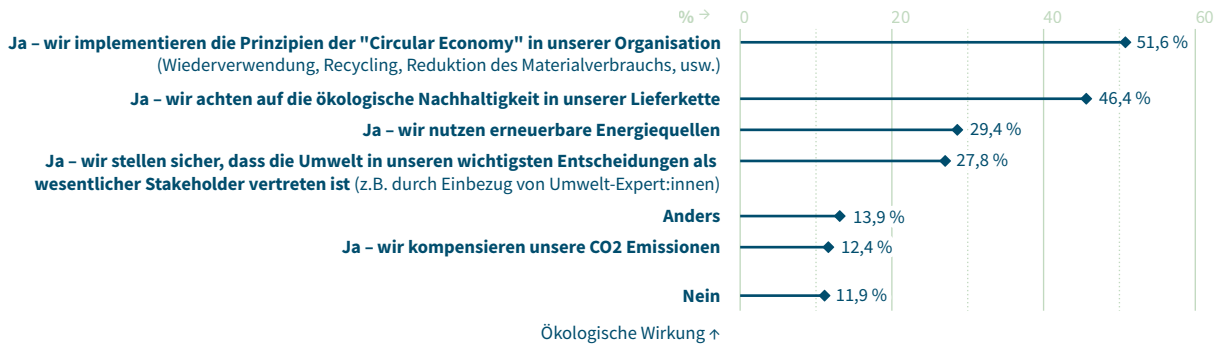 % → 0 20 40 60
Ja – wir implementieren die Prinzipien der "Circular Economy" in unserer Organisation 51,6 %
(Wiederverwendung, Recycling, Reduktion des Materialverbrauchs, usw.)
Ja – wir achten auf die ökologische Nachhaltigkeit in unserer Lieferkette 46,4 %
Ja – wir nutzen erneuerbare Energiequellen 29,4 %
Ja – wir stellen sicher, dass die Umwelt in unseren wichtigsten Entscheidungen als 27,8 %
wesentlicher Stakeholder vertreten ist (z.B. durch Einbezug von Umwelt-Expert:innen)
Anders 13,9 %
Ja – wir kompensieren unsere CO2 Emissionen 12,4 %
Nein 11,9 %
Ökologische Wirkung ↑